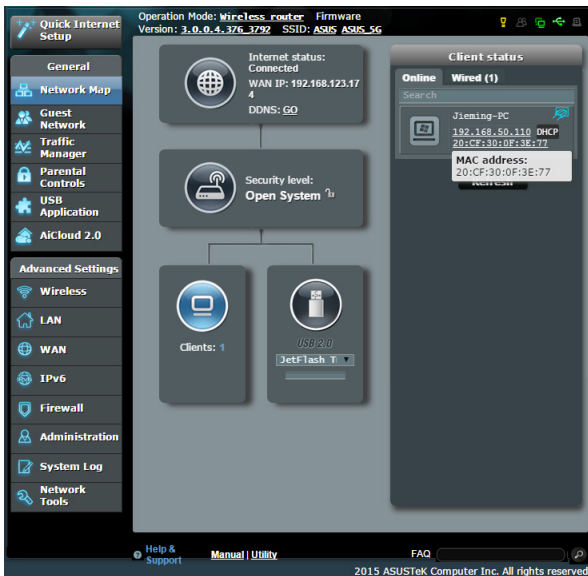 Quick Internet
Setup
Operation Mode: Wireless router Firmware
Version: 3.0.0.4.376_3792 SSID: ASUS ASUS_5G
General
Network Map
Guest
Network
Traffic
Manager
Parental
Controls
USB
Application
AiCloud 2.0
Advanced Settings
Wireless
LAN
WAN
IPv6
Firewall
Administration
System Log
Network
Tools
Internet status:
Connected
WAN IP: 192.168.123.17
4
DDNS: GO
Security level:
Open System
Clients: 1
USB 2.0
JetFlash T
Client status
Online Wired (1)
Search
Jieming-PC
192.168.50.110 DHCP
20:CF:30:0F:3E:77
MAC address:
20:CF:30:0F:3E:77
Refresh
Help &
Support
Manual | Utility
FAQ
2015 ASUSTeK Computer Inc. All rights reserved